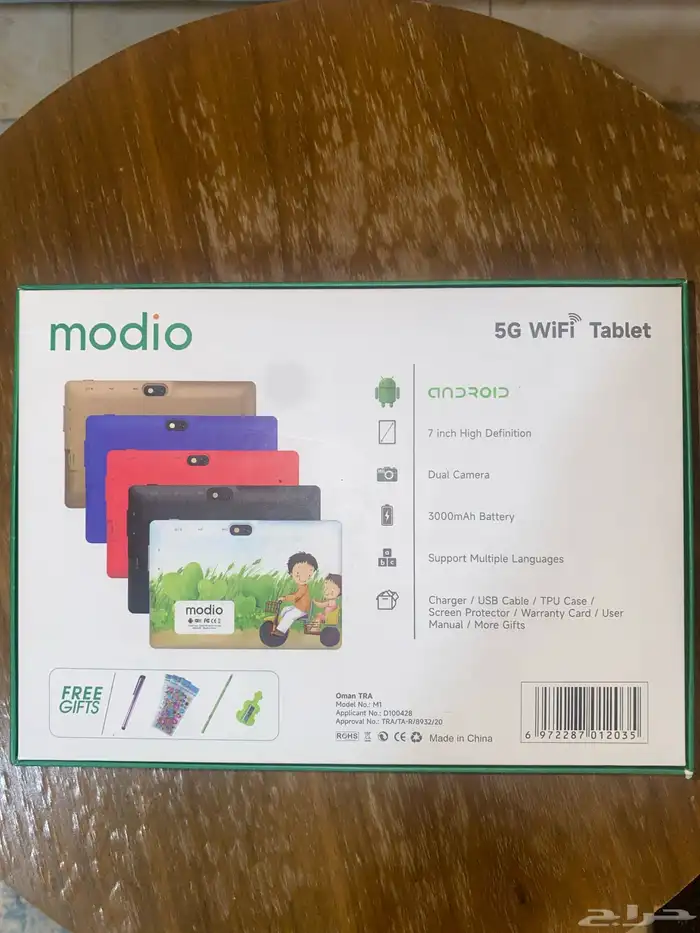 modio
5G WiFi Tablet
ANDROID
7 inch High Definition
Dual Camera
3000mAh Battery
Support Multiple Languages
a
b c
Charger / USB Cable / TPU Case /
Screen Protector / Warranty Card / User
Manual / More Gifts
modio
FREE
GIFTS
Oman TRA
Model No.: M1
Applicant No.: D100428
Approval No.: TRA/TA-R/8932/20
ROHS CE Made in China
6 972287 012035
حراج